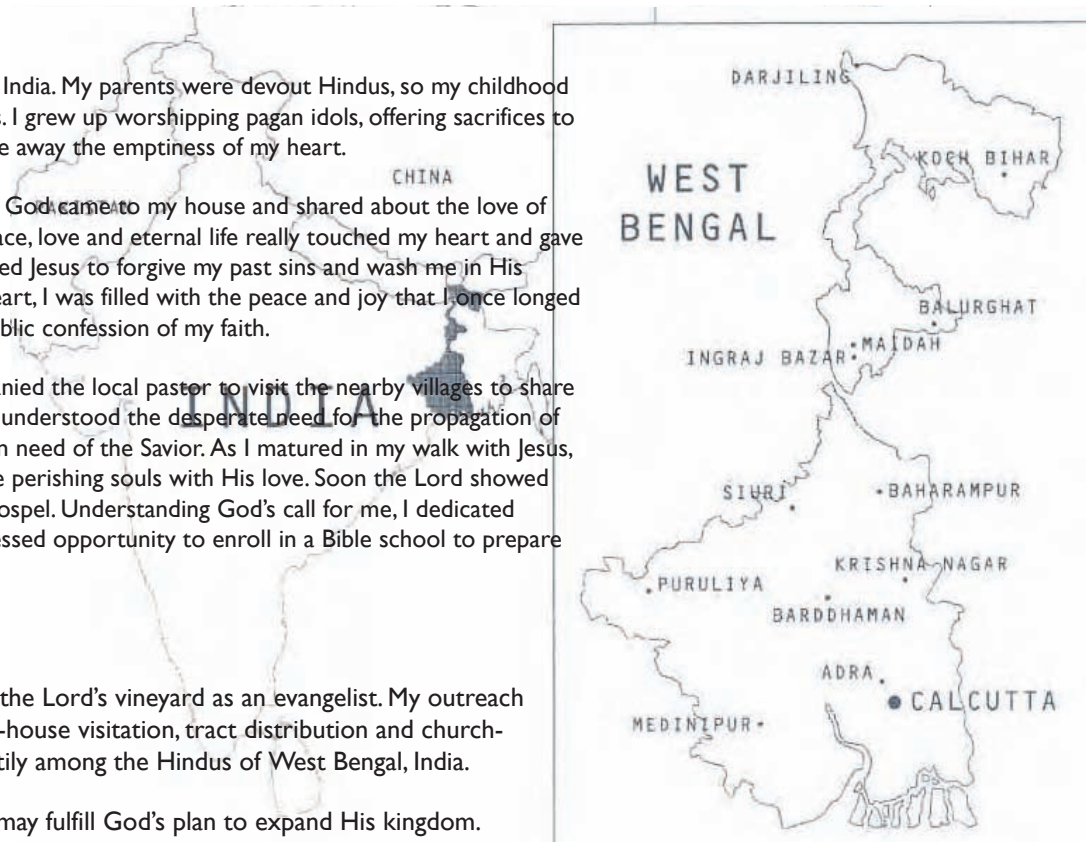 India. My parents were devout Hindus, so my childhood
s. I grew up worshipping pagan idols, offering sacrifices to
e away the emptiness of my heart.
God came to my house and shared about the love of
ace, love and eternal life really touched my heart and gave
ed Jesus to forgive my past sins and wash me in His
eart, I was filled with the peace and joy that I once longed
blic confession of my faith.
nied the local pastor to visit the nearby villages to share
understood the desperate need for the propagation of
n need of the Savior. As I matured in my walk with Jesus,
e perishing souls with His love. Soon the Lord showed
ospel. Understanding God's call for me, I dedicated
essed opportunity to enroll in a Bible school to prepare
the Lord's vineyard as an evangelist. My outreach
-house visitation, tract distribution and church-
tily among the Hindus of West Bengal, India.
may fulfill God's plan to expand His kingdom.
CHINA
PAKISTAN
INDIA
WEST
BENGAL
DARJILING
KOCH BIHAR
BALURGHAT
MAIDAH
INGRAJ BAZAR
SIURI
BAHARAMPUR
KRISHNA NAGAR
PURULIYA
BARDDHAMAN
ADRA
CALCUTTA
MEDINIPUR